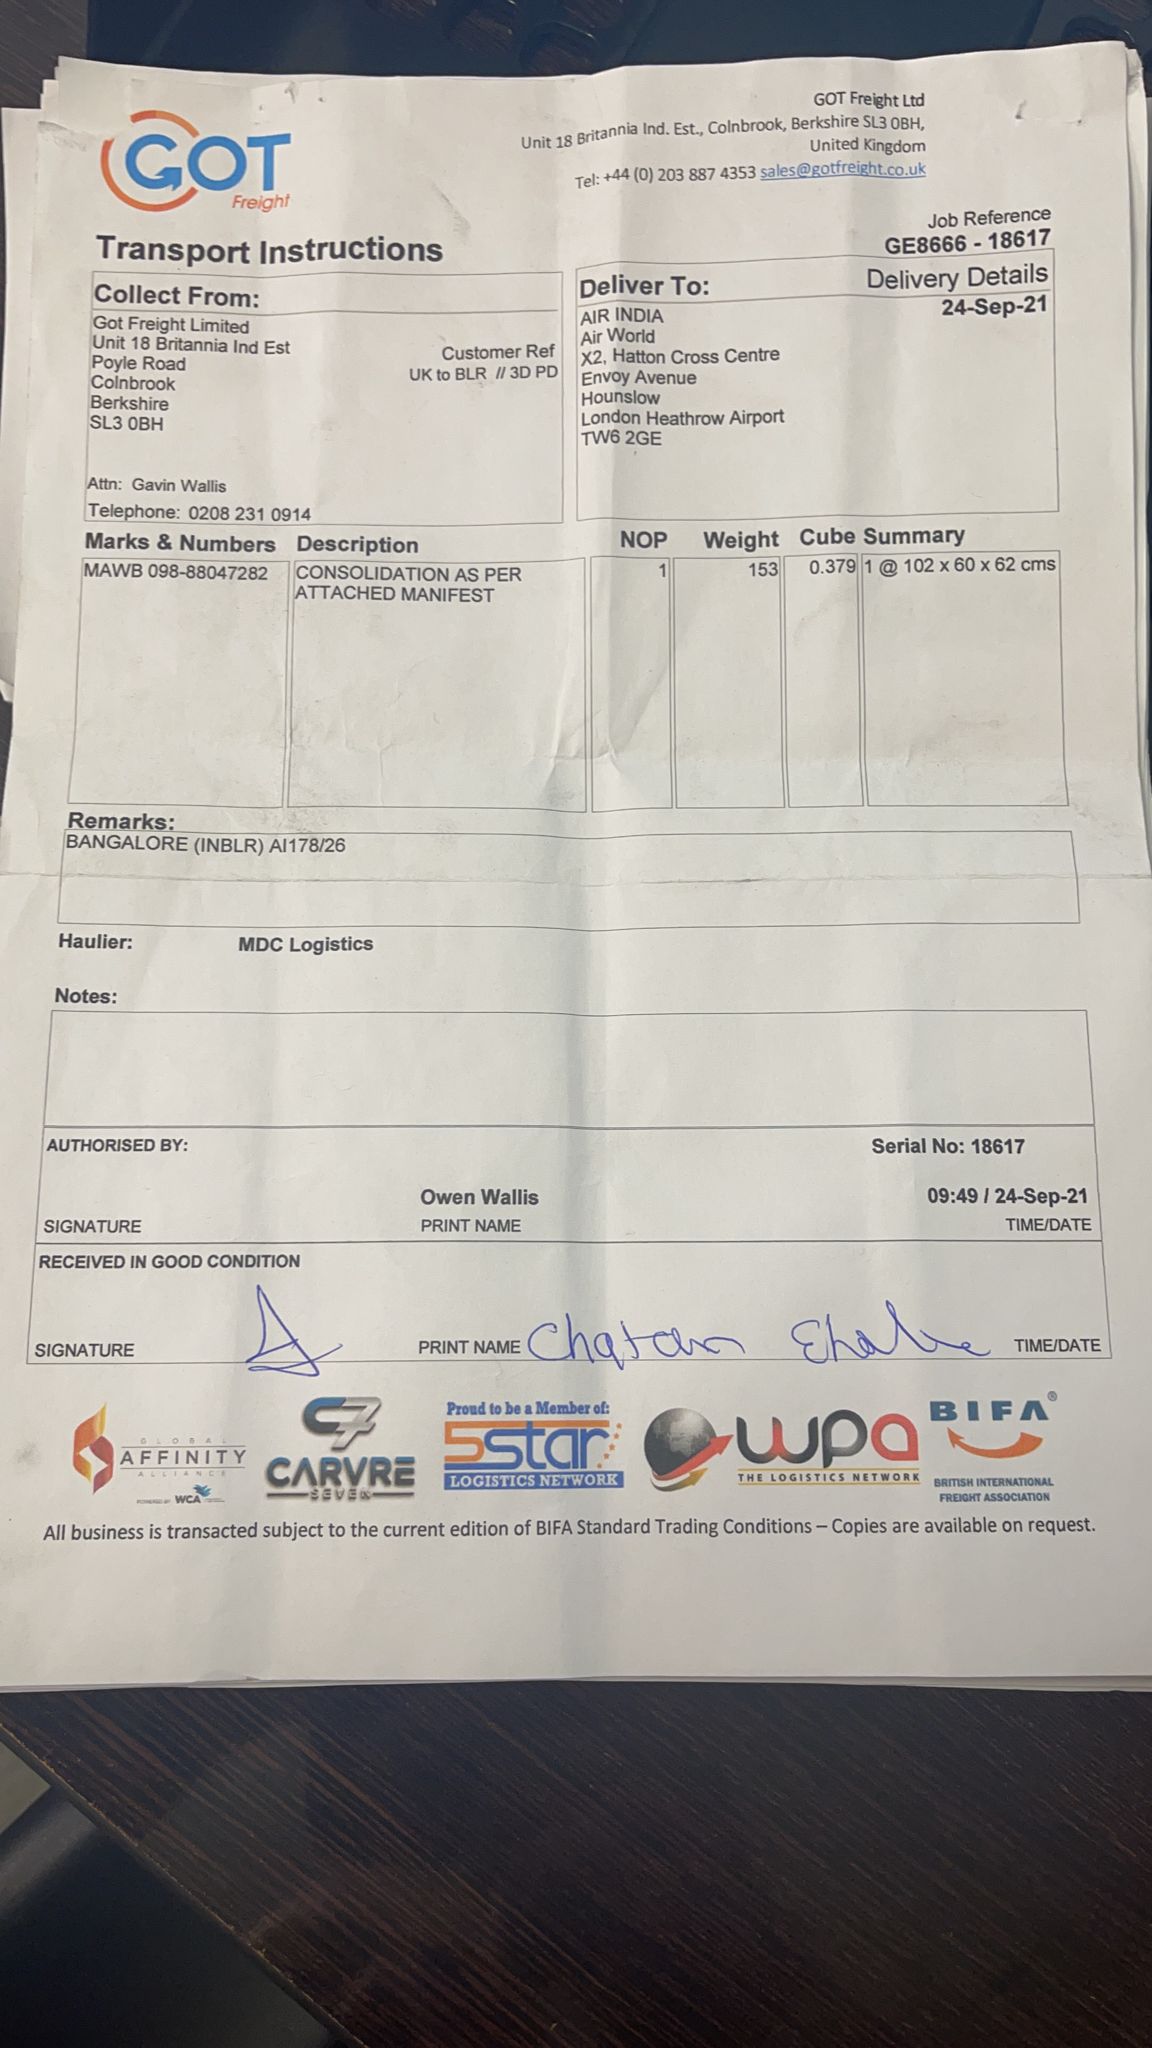 GOT
Freight
GOT Freight Ltd
Unit 18 Britannia Ind. Est., Colnbrook, Berkshire SL3 0BH,
United Kingdom
Tel: +44 (0) 203 887 4353 sales@gotfreight.co.uk
Job Reference
GE8666 - 18617
Transport Instructions
Collect From:
Got Freight Limited
Unit 18 Britannia Ind Est
Poyle Road
Colnbrook
Berkshire
SL3 0BH
Customer Ref
UK to BLR // 3D PD
Attn: Gavin Wallis
Telephone: 0208 231 0914
Deliver To:
Delivery Details
24-Sep-21
AIR INDIA
Air World
X2, Hatton Cross Centre
Envoy Avenue
Hounslow
London Heathrow Airport
TW6 2GE
Marks & Numbers Description NOP Weight Cube Summary
MAWB 098-88047282 CONSOLIDATION AS PER 1 153 0.379 1 @ 102 x 60 x 62 cms
ATTACHED MANIFEST
Remarks:
BANGALORE (INBLR) AI178/26
Haulier: MDC Logistics
Notes:
AUTHORISED BY: Serial No: 18617
Owen Wallis 09:49 / 24-Sep-21
SIGNATURE PRINT NAME TIME/DATE
RECEIVED IN GOOD CONDITION
SIGNATURE PRINT NAME TIME/DATE
GLOBAL
AFFINITY
ALLIANCE
POWERED BY WCA
C7
CARVRE
SEVEN
Proud to be a Member of:
5star
LOGISTICS NETWORK
wpa
THE LOGISTICS NETWORK
BIFA®
BRITISH INTERNATIONAL
FREIGHT ASSOCIATION
All business is transacted subject to the current edition of BIFA Standard Trading Conditions – Copies are available on request.